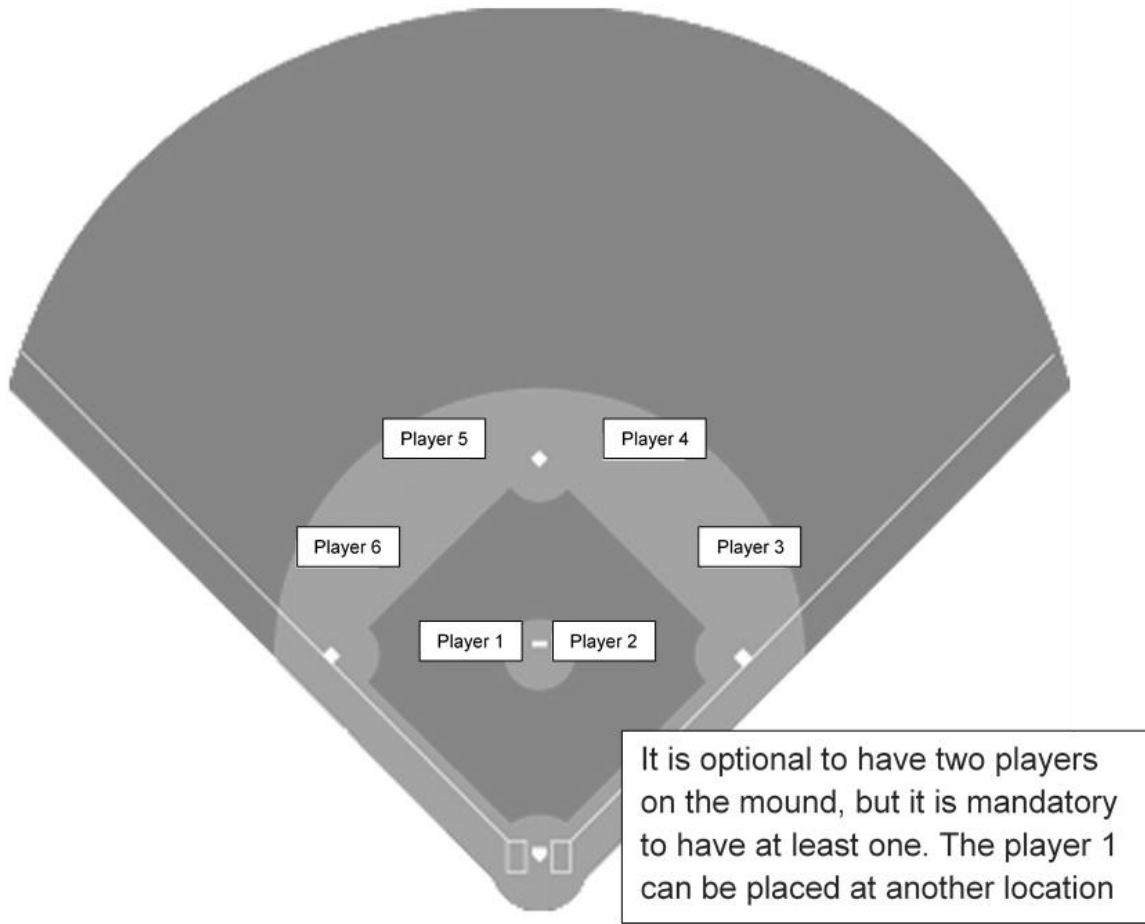 Player 5
Player 4
Player 6
Player 3
Player 1
Player 2
It is optional to have two players
on the mound, but it is mandatory
to have at least one. The player 1
can be placed at another location